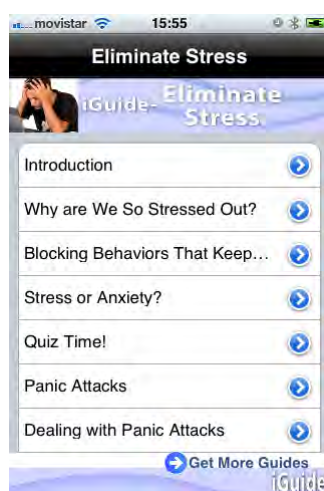 movistar 15:55
Eliminate Stress
iGuide- Eliminate
Stress.
Introduction
Why are We So Stressed Out?
Blocking Behaviors That Keep...
Stress or Anxiety?
Quiz Time!
Panic Attacks
Dealing with Panic Attacks
Get More Guides
iGuide